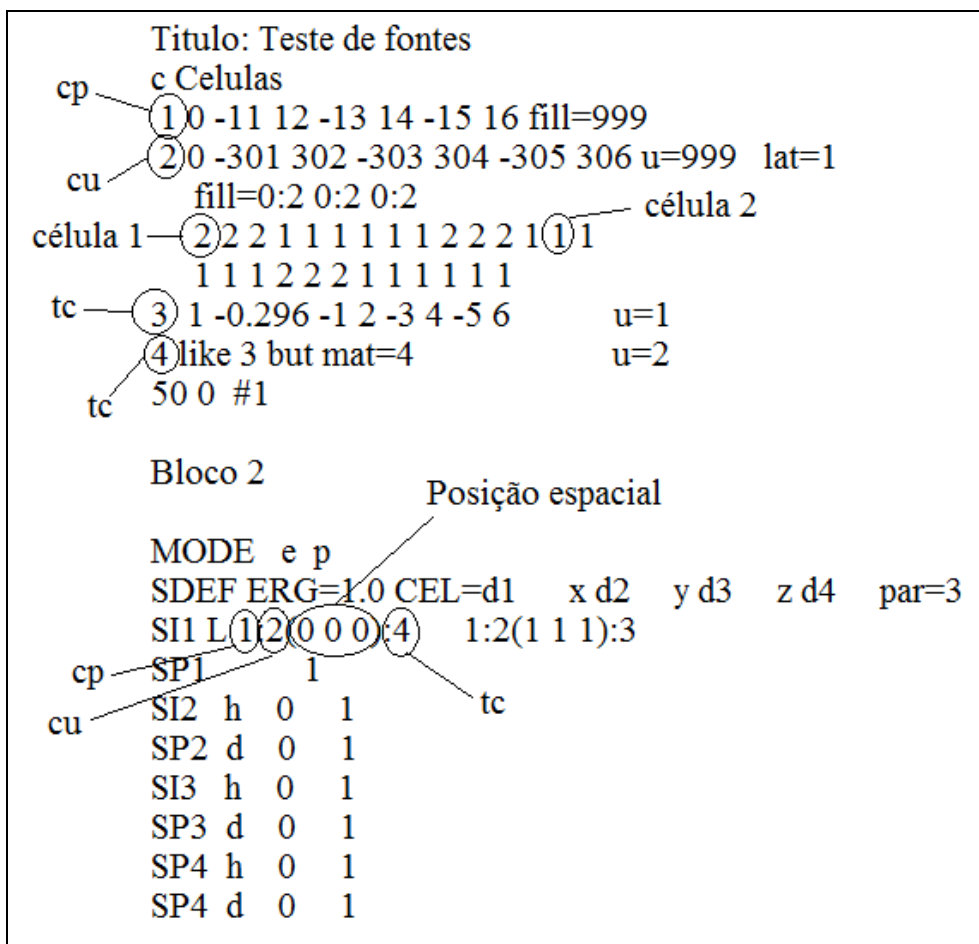 Titulo: Teste de fontes
cp c Celulas
1 0 -11 12 -13 14 -15 16 fill=999
cu 2 0 -301 302 -303 304 -305 306 u=999 lat=1
fill=0:2 0:2 0:2 célula 2
célula 1 2 2 2 1 1 1 1 1 1 2 2 2 1 1 1
1 1 1 2 2 2 1 1 1 1 1 1
tc 3 1 -0.296 -1 2 -3 4 -5 6 u=1
4 like 3 but mat=4 u=2
tc 50 0 #1
Bloco 2
Posição espacial
MODE e p
SDEF ERG=1.0 CEL=d1 x d2 y d3 z d4 par=3
SI1 L 1:2(0 0 0):4 1:2(1 1 1):3
cp SP1 1
tc
cu SI2 h 0 1
SP2 d 0 1
SI3 h 0 1
SP3 d 0 1
SP4 h 0 1
SP4 d 0 1